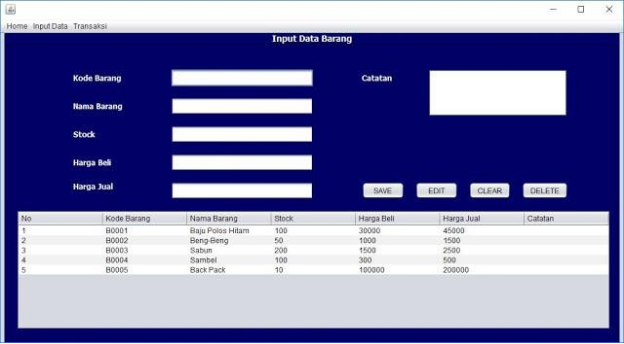 Home Input Data Transaksi
Input Data Barang
Kode Barang
Catatan
Nama Barang
Stock
Harga Beli
Harga Jual
SAVE EDIT CLEAR DELETE
No Kode Barang Nama Barang Stock Harga Beli Harga Jual Catatan
1 B0001 Baju Polos Hitam 100 30000 45000
2 B0002 Beng-Beng 50 1000 1500
3 B0003 Sabun 200 1500 2500
4 B0004 Sambel 100 300 500
5 B0005 Back Pack 10 100000 200000